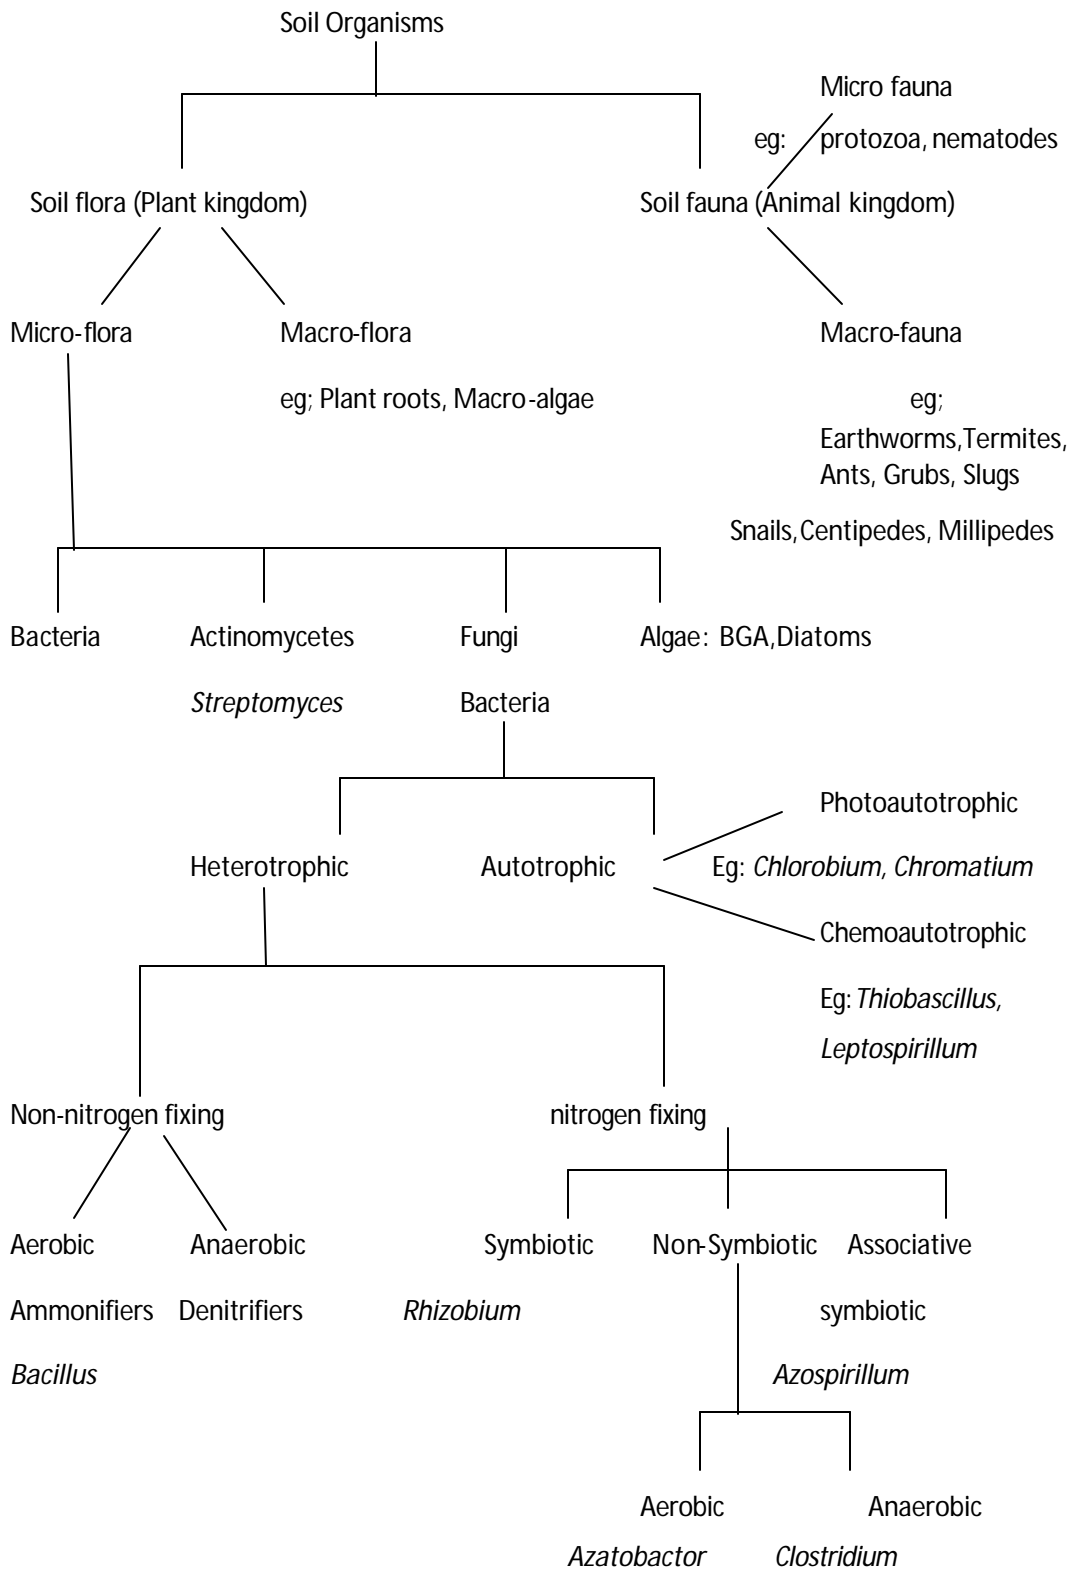 Soil Organisms
Micro fauna
eg: protozoa, nematodes
Soil flora (Plant kingdom) Soil fauna (Animal kingdom)
Micro-flora Macro-flora Macro-fauna
eg; Plant roots, Macro-algae eg;
Earthworms,Termites,
Ants, Grubs, Slugs
Snails,Centipedes, Millipedes
Bacteria Actinomycetes Fungi Algae: BGA,Diatoms
Streptomyces Bacteria
Photoautotrophic
Heterotrophic Autotrophic Eg: Chlorobium, Chromatium
Chemoautotrophic
Eg: Thiobascillus,
Leptospirillum
Non-nitrogen fixing nitrogen fixing
Aerobic Anaerobic Symbiotic Non-Symbiotic Associative
Ammonifiers Denitrifiers Rhizobium symbiotic
Bacillus Azospirillum
Aerobic Anaerobic
Azatobactor Clostridium